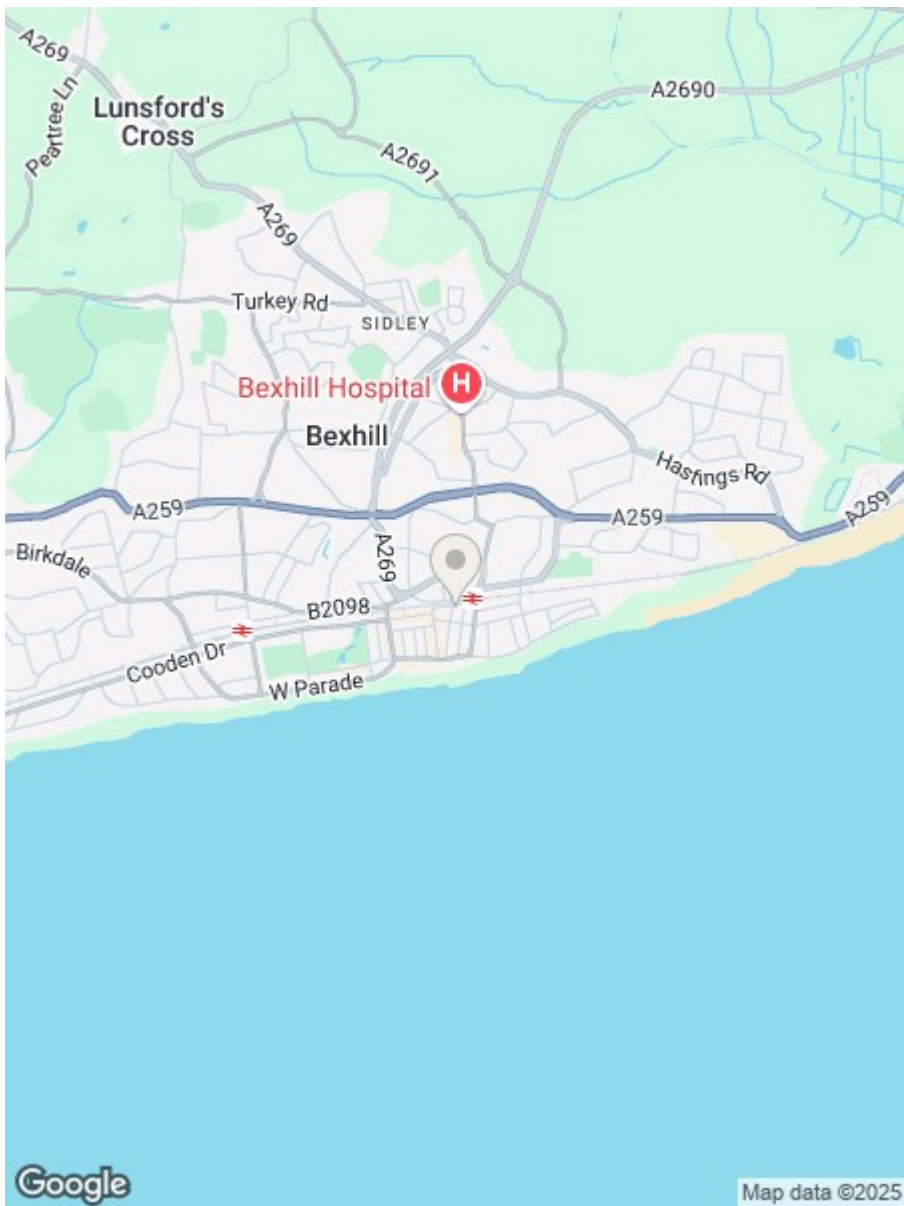 A269
Peartree Ln
Lunsford's
Cross
A2690
A2691
A269
Turkey Rd
SIDLEY
Bexhill Hospital
H
Bexhill
Hastings Rd
A259
A259
A259
Birkdale
A269
B2098
Cooden Dr
W Parade
Google
Map data ©2025